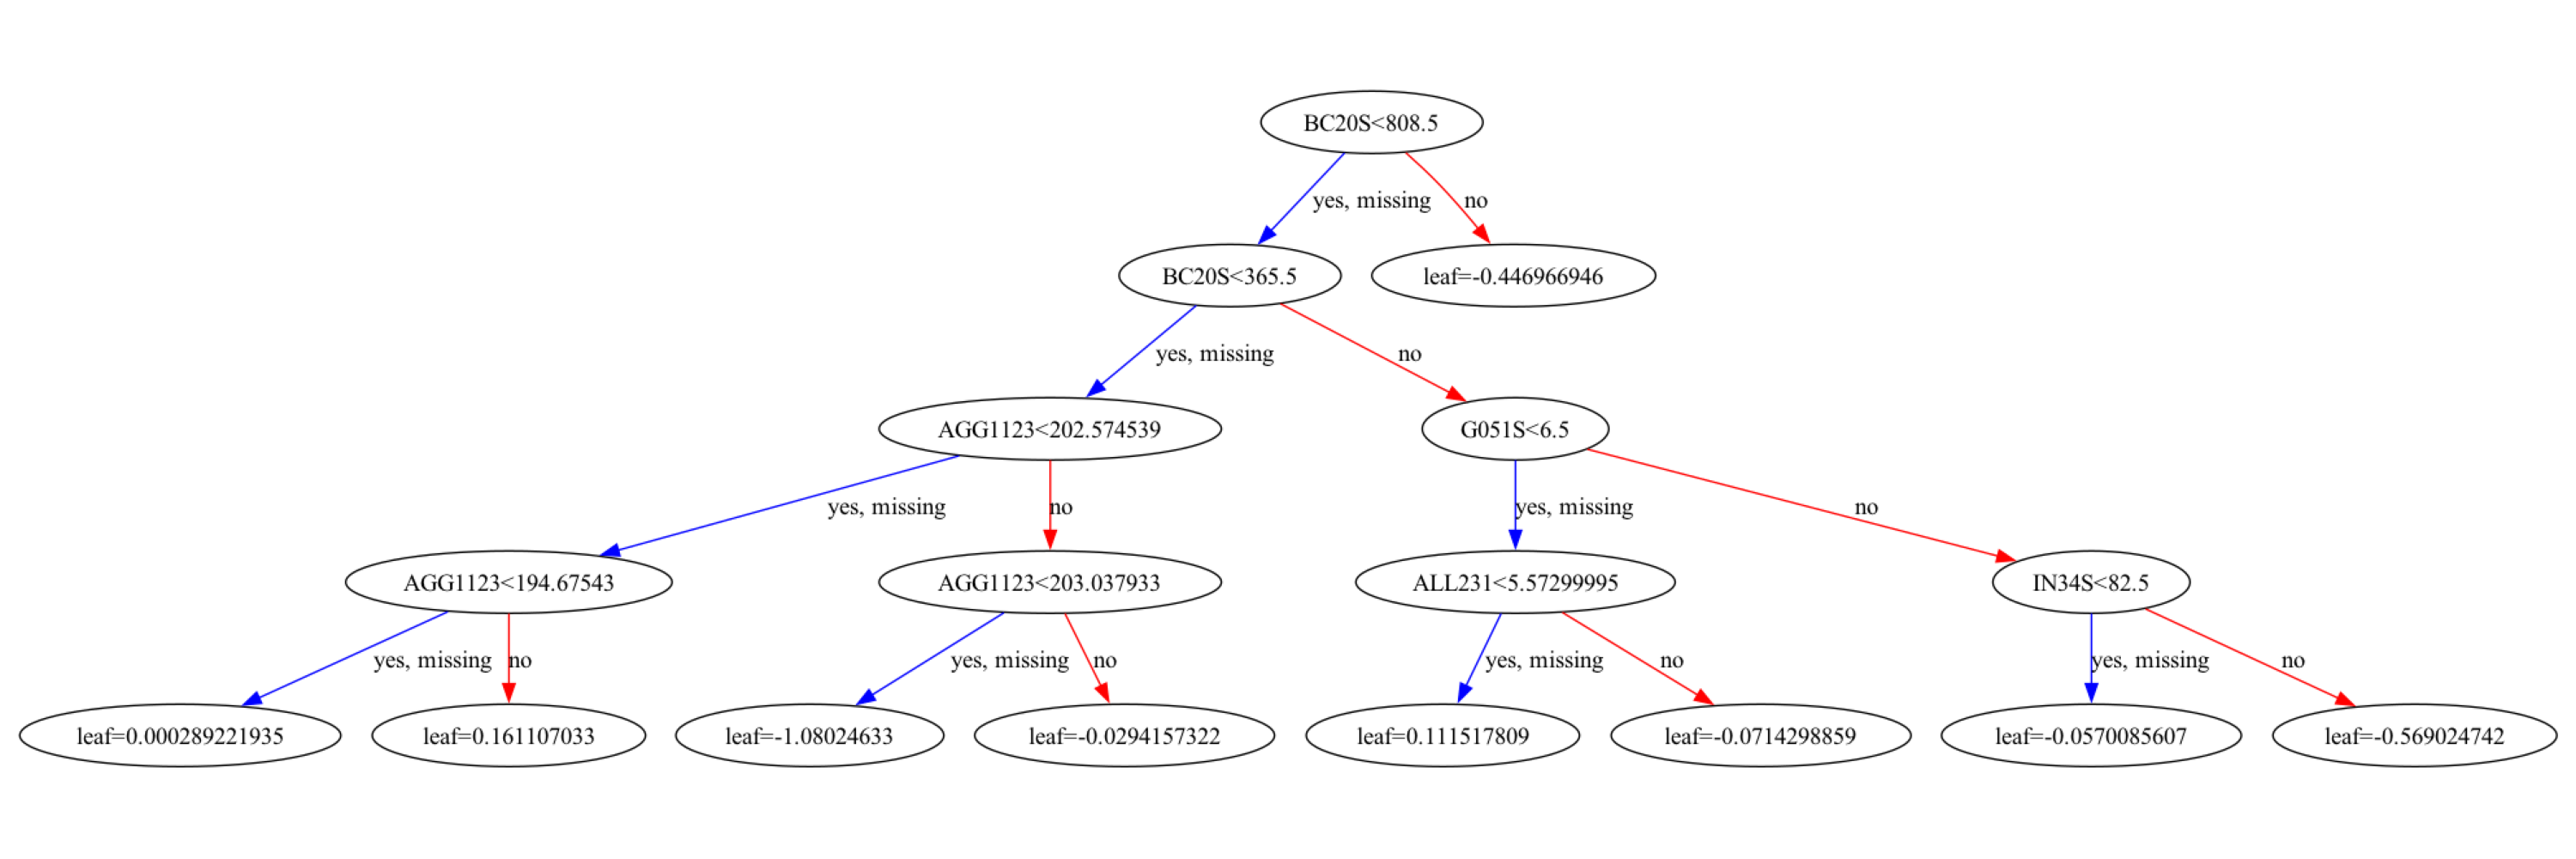 BC20S<808.5
yes, missing
no
BC20S<365.5
leaf=-0.446966946
yes, missing
no
AGG1123<202.574539
G051S<6.5
yes, missing
no
yes, missing
no
AGG1123<194.67543
AGG1123<203.037933
ALL231<5.57299995
IN34S<82.5
yes, missing
no
yes, missing
no
yes, missing
no
yes, missing
no
leaf=0.000289221935
leaf=0.161107033
leaf=-1.08024633
leaf=-0.0294157322
leaf=0.111517809
leaf=-0.0714298859
leaf=-0.0570085607
leaf=-0.569024742